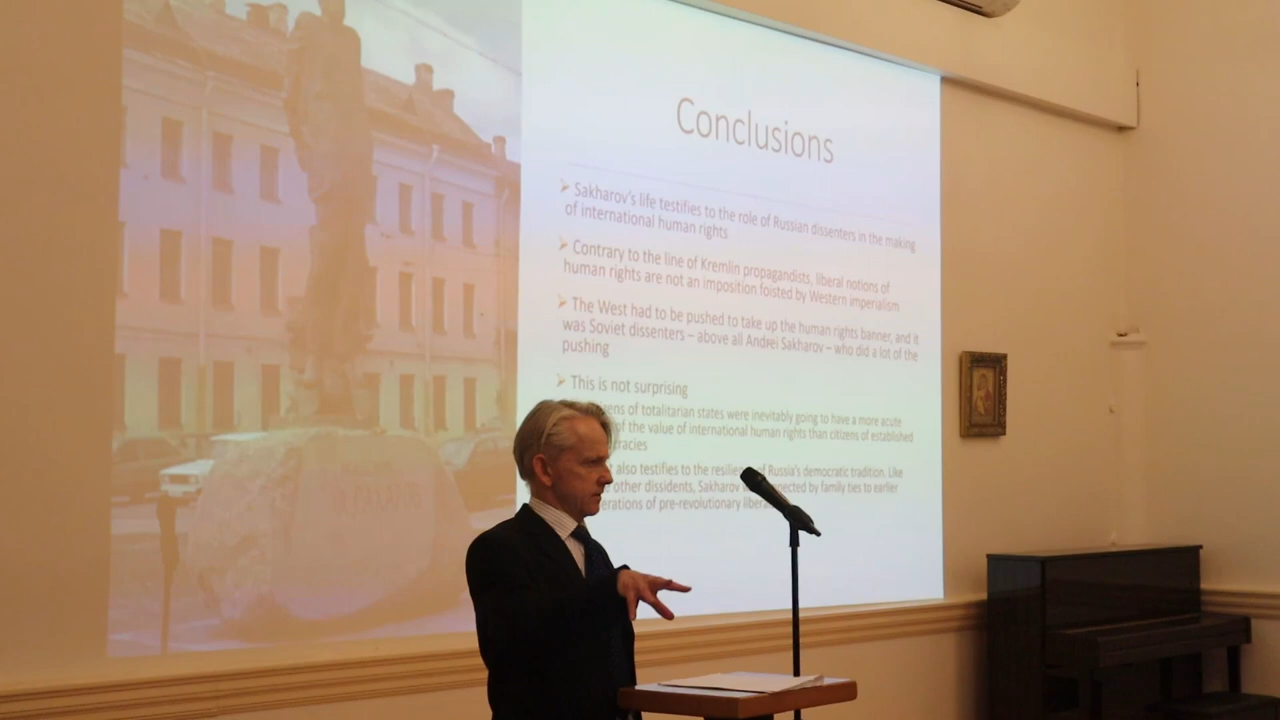 Conclusions
Sakharov's life testifies to the role of Russian dissenters in the making
of international human rights
Contrary to the line of Kremlin propagandists, liberal notions of
human rights are not an imposition foisted by Western imperialism
The West had to be pushed to take up the human rights banner, and it
was Soviet dissenters – above all Andrei Sakharov – who did a lot of the
pushing
This is not surprising
of totalitarian states were inevitably going to have a more acute
of the value of international human rights than citizens of established
also testifies to the resilience of Russia's democratic tradition. Like
other dissidents, Sakharov by family ties to earlier
of pre-revolutionary